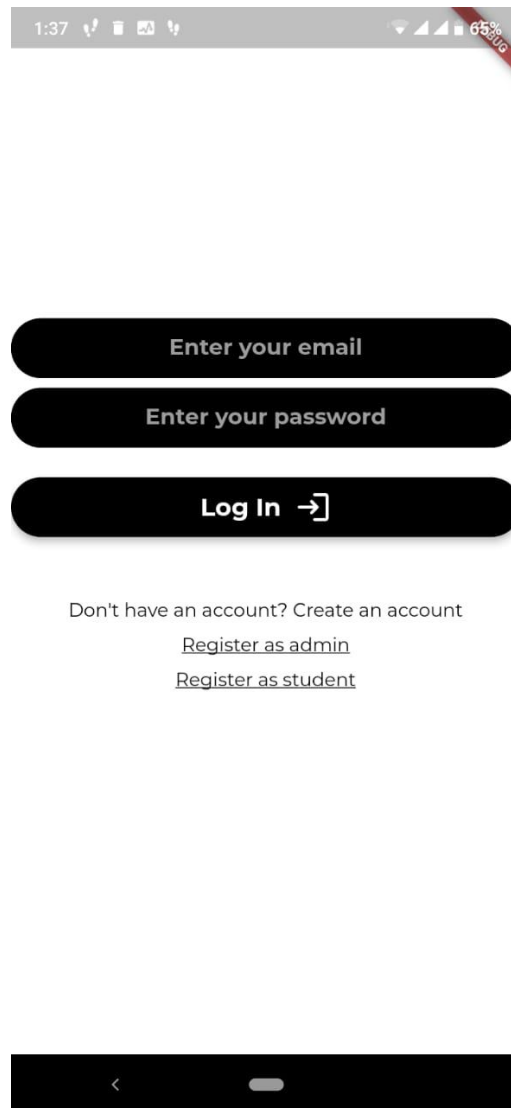 1:37 65%
DEBUG
Enter your email
Enter your password
Log In
Don't have an account? Create an account
Register as admin
Register as student